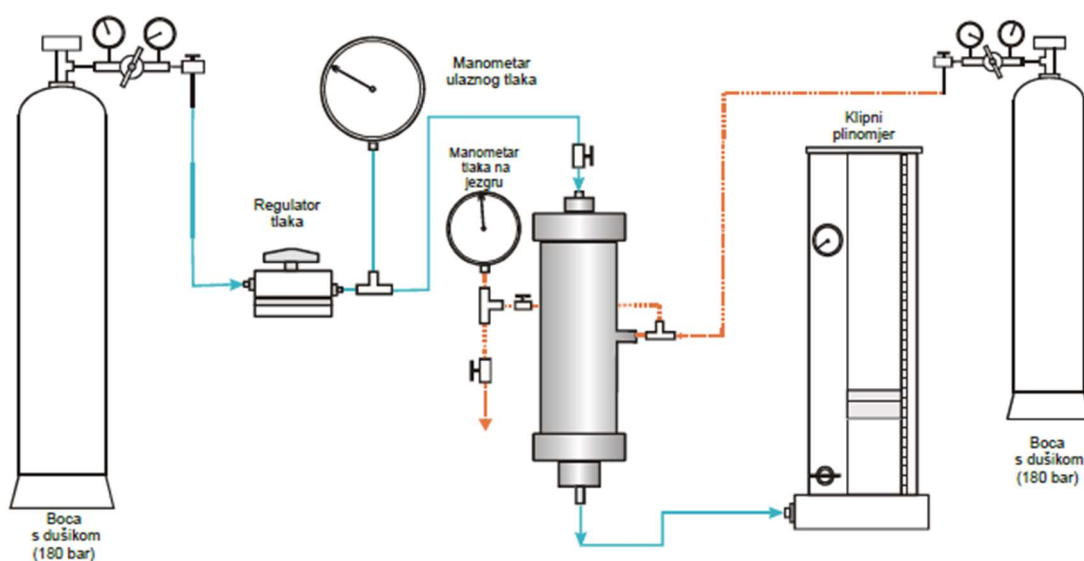 Manometar
ulaznog tlaka
Klipni
plinomjer
Manometar
tlaka na
jezgru
Regulator
tlaka
Boca
s dušikom
(180 bar)
Boca
s dušikom
(180 bar)